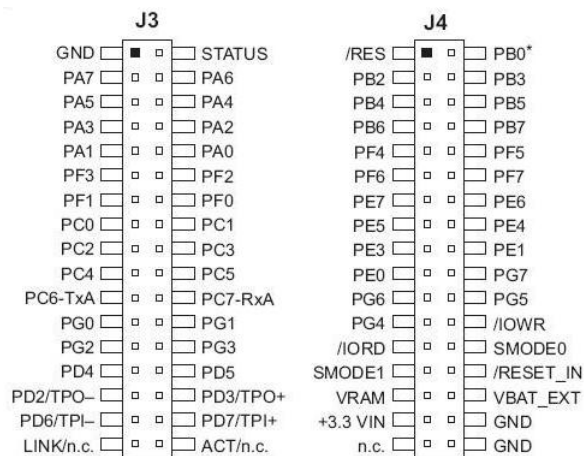 J3 J4
GND STATUS /RES PB0*
PA7 PA6 PB2 PB3
PA5 PA4 PB4 PB5
PA3 PA2 PB6 PB7
PA1 PA0 PF4 PF5
PF3 PF2 PF6 PF7
PF1 PF0 PE7 PE6
PC0 PC1 PE5 PE4
PC2 PC3 PE3 PE1
PC4 PC5 PE0 PG7
PC6-TxA PC7-RxA PG6 PG5
PG0 PG1 PG4 /IOWR
PG2 PG3 /IORD SMODE0
PD4 PD5 SMODE1 /RESET_IN
PD2/TPO– PD3/TPO+ VRAM VBAT_EXT
PD6/TPI– PD7/TPI+ +3.3 VIN GND
LINK/n.c. ACT/n.c. n.c. GND